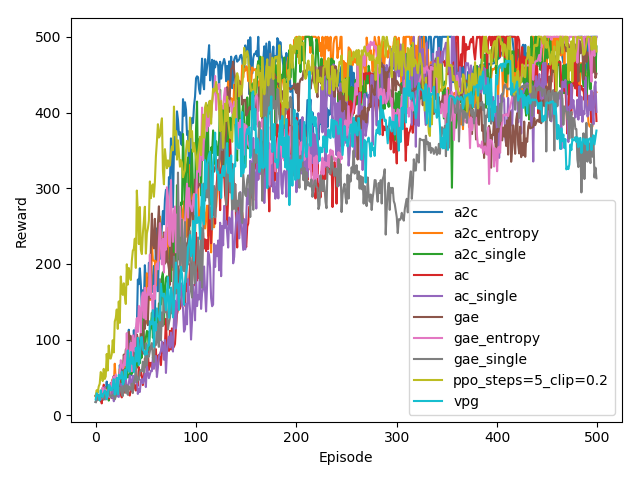 500
400
300
200
100
0
Reward
0 100 200 300 400 500
Episode
a2c
a2c_entropy
a2c_single
ac
ac_single
gae
gae_entropy
gae_single
ppo_steps=5_clip=0.2
vpg